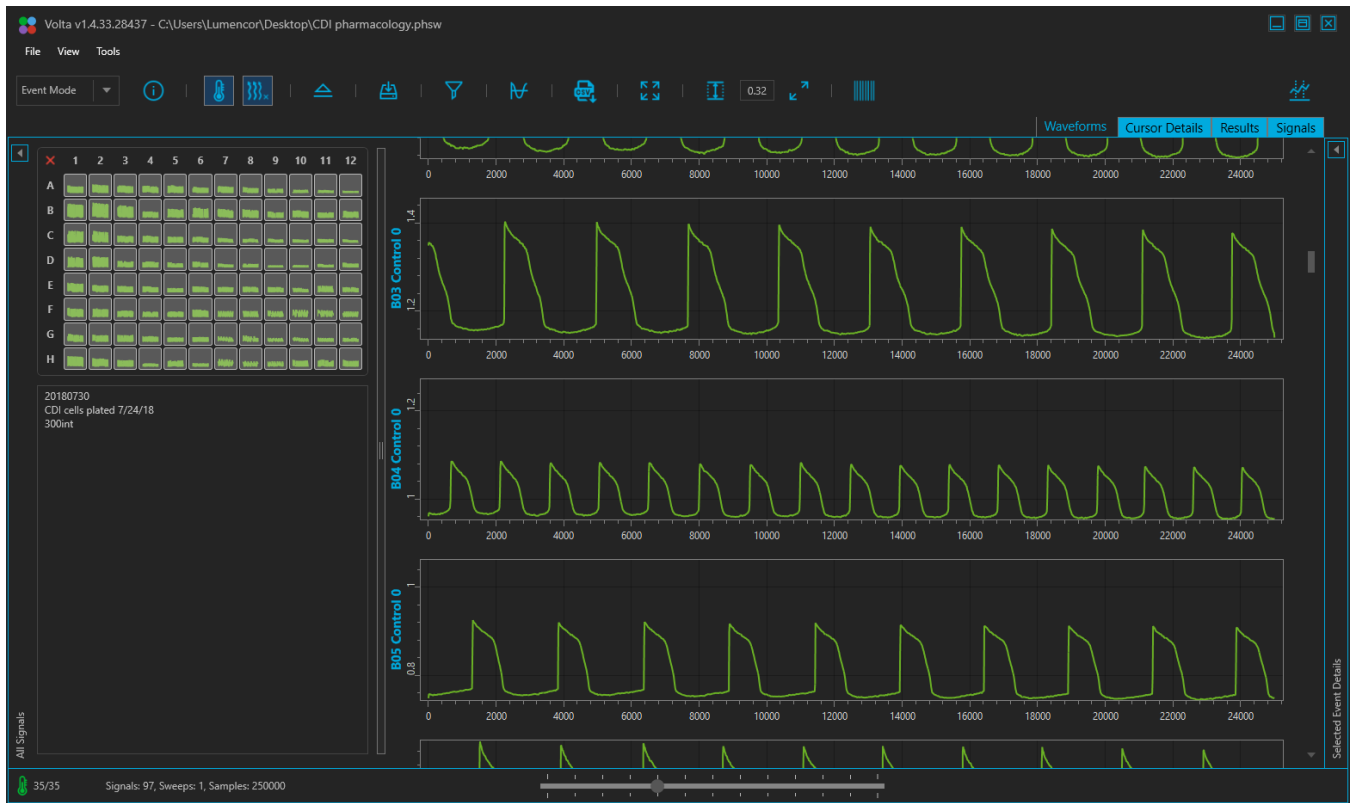 Volta v1.4.33.28437 - C:\Users\Lumencor\Desktop\CDI pharmacology.phsw
File View Tools
Event Mode
CSV
0.32
Waveforms Cursor Details Results Signals
1 2 3 4 5 6 7 8 9 10 11 12
A
B
C
D
E
F
G
H
20180730
CDI cells plated 7/24/18
300int
All Signals
0 2000 4000 6000 8000 10000 12000 14000 16000 18000 20000 22000 24000
B03 Control 0
1.4
1.2
0 2000 4000 6000 8000 10000 12000 14000 16000 18000 20000 22000 24000
B04 Control 0
1.2
1
0 2000 4000 6000 8000 10000 12000 14000 16000 18000 20000 22000 24000
B05 Control 0
1
0.8
0 2000 4000 6000 8000 10000 12000 14000 16000 18000 20000 22000 24000
Selected Event Details
35/35 Signals: 97, Sweeps: 1, Samples: 250000